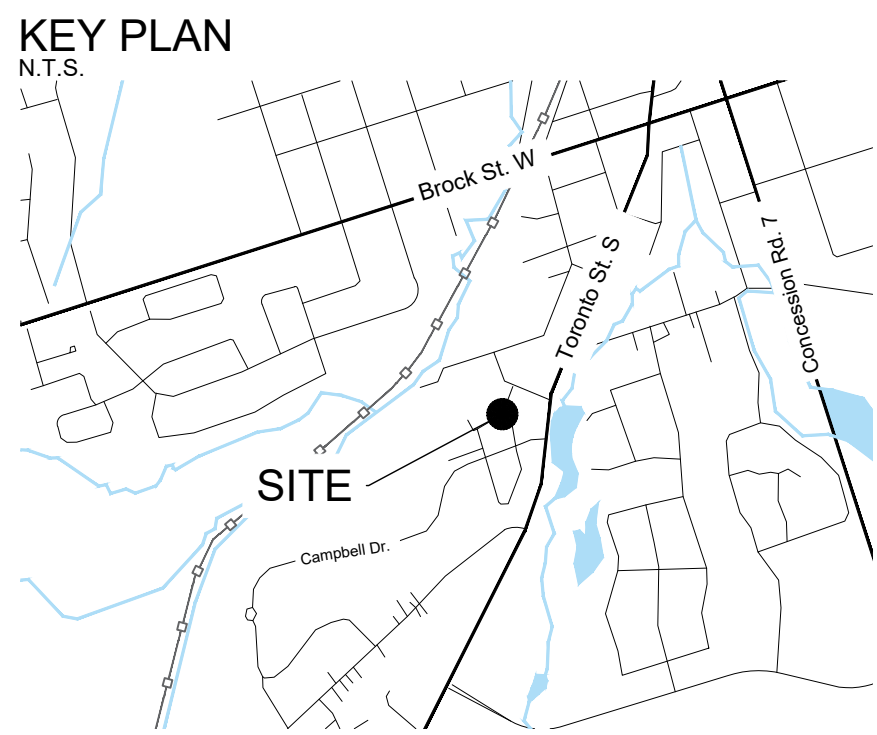 KEY PLAN
N.T.S.
Brock St. W
Toronto St. S
Concession Rd. 7
SITE
Campbell Dr.